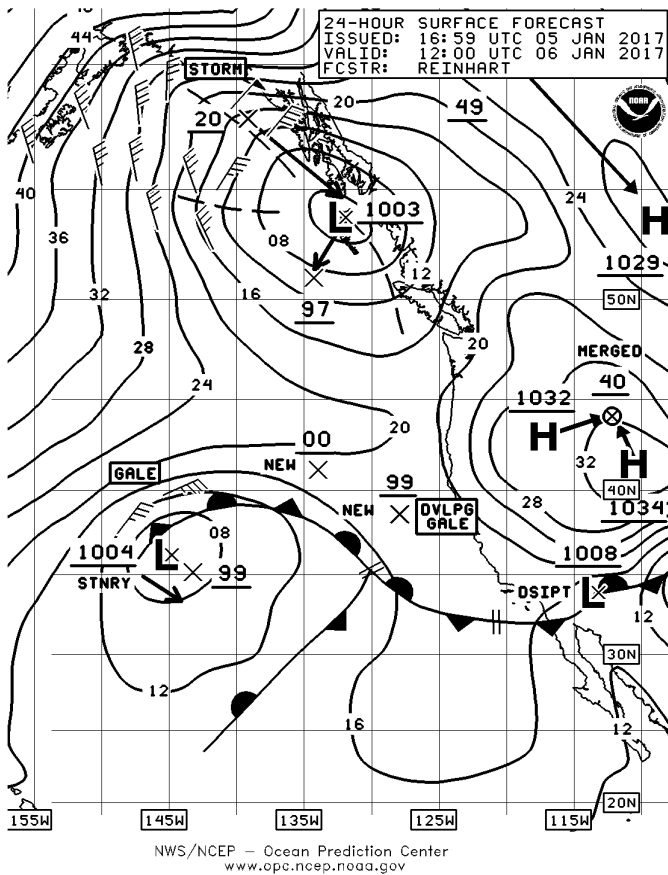 24-HOUR SURFACE FORECAST
ISSUED: 16:59 UTC 05 JAN 2017
VALID: 12:00 UTC 06 JAN 2017
FCSTR: REINHART
NOAA
44
STORM
20
20
49
40
24
36
L 1003
H
08
12
1029
32
16
50N
97
28
20
MERGED
24
40
1032
20
H
00
NEW
32
H
GALE
99
40N
28
NEW
DVLPG
GALE
1034
08
1004
L
1008
STNRY
99
DSIPT
L
12
30N
12
16
12
20N
155W
145W
135W
125W
115W
NWS/NCEP – Ocean Prediction Center
www.opc.ncep.noaa.gov